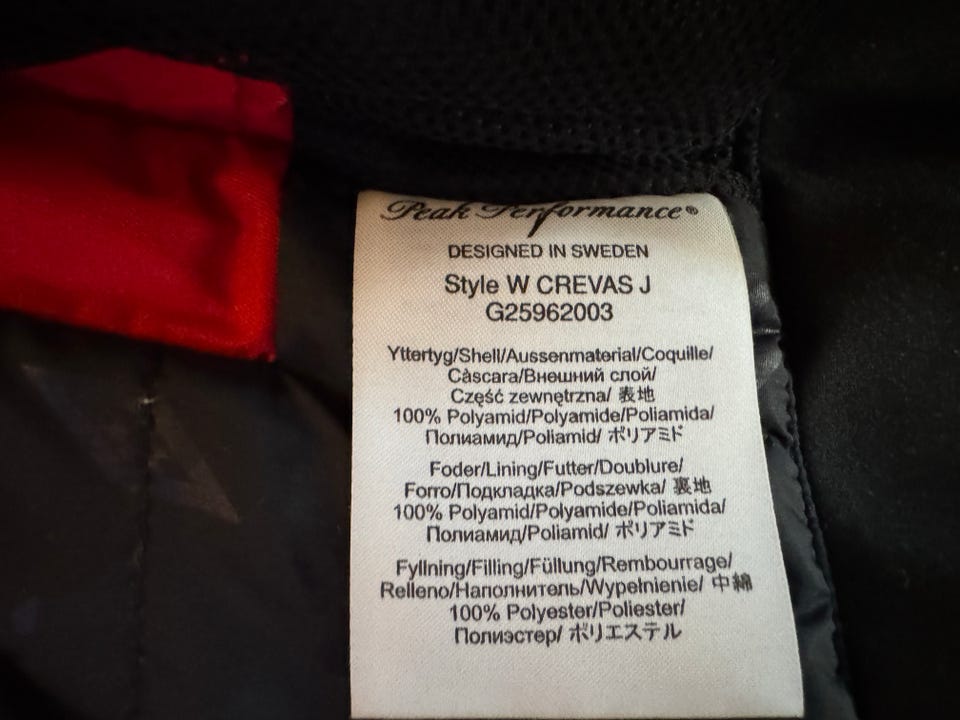 Peak Performance®
DESIGNED IN SWEDEN
Style W CREVAS J
G25962003
Yttertyg/Shell/Aussenmaterial/Coquille/
Càscara/Внешний слой/
Część zewnętrzna/ 表地
100% Polyamid/Polyamide/Poliamida/
Полиамид/Poliamid/ ポリアミド
Foder/Lining/Futter/Doublure/
Forro/Подкладка/Podszewka/ 裏地
100% Polyamid/Polyamide/Poliamida/
Полиамид/Poliamid/ ポリアミド
Fyllning/Filling/Füllung/Rembourrage/
Relleno/Наполнитель/Wypełnienie/ 中綿
100% Polyester/Poliester/
Полиэстер/ ポリエステル